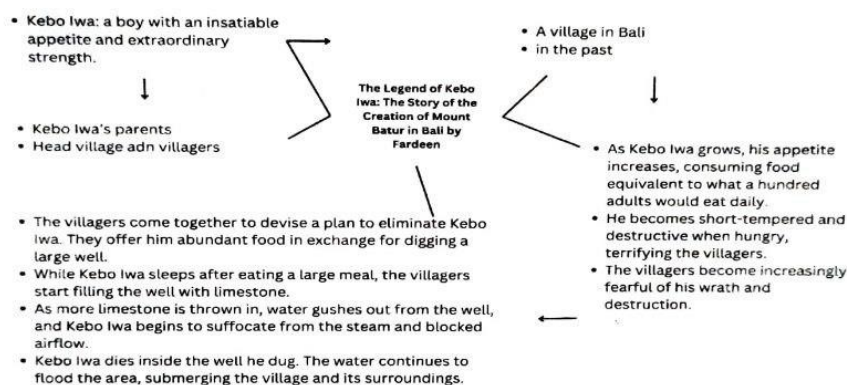 • Kebo Iwa: a boy with an insatiable
appetite and extraordinary
strength.
• A village in Bali
• in the past
The Legend of Kebo
Iwa: The Story of the
Creation of Mount
Batur in Bali by
Fardeen
• Kebo Iwa's parents
• Head village adn villagers
• As Kebo Iwa grows, his appetite
increases, consuming food
equivalent to what a hundred
adults would eat daily.
• He becomes short-tempered and
destructive when hungry,
terrifying the villagers.
• The villagers become increasingly
fearful of his wrath and
destruction.
• The villagers come together to devise a plan to eliminate Kebo
Iwa. They offer him abundant food in exchange for digging a
large well.
• While Kebo Iwa sleeps after eating a large meal, the villagers
start filling the well with limestone.
• As more limestone is thrown in, water gushes out from the well,
and Kebo Iwa begins to suffocate from the steam and blocked
airflow.
• Kebo Iwa dies inside the well he dug. The water continues to
flood the area, submerging the village and its surroundings.